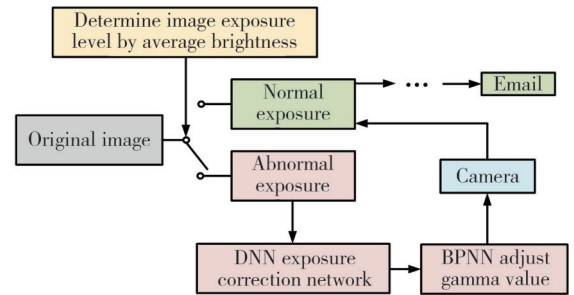 Determine image exposure
level by average brightness
Normal
exposure
...
Email
Original image
Abnormal
exposure
Camera
DNN exposure
correction network
BPNN adjust
gamma value